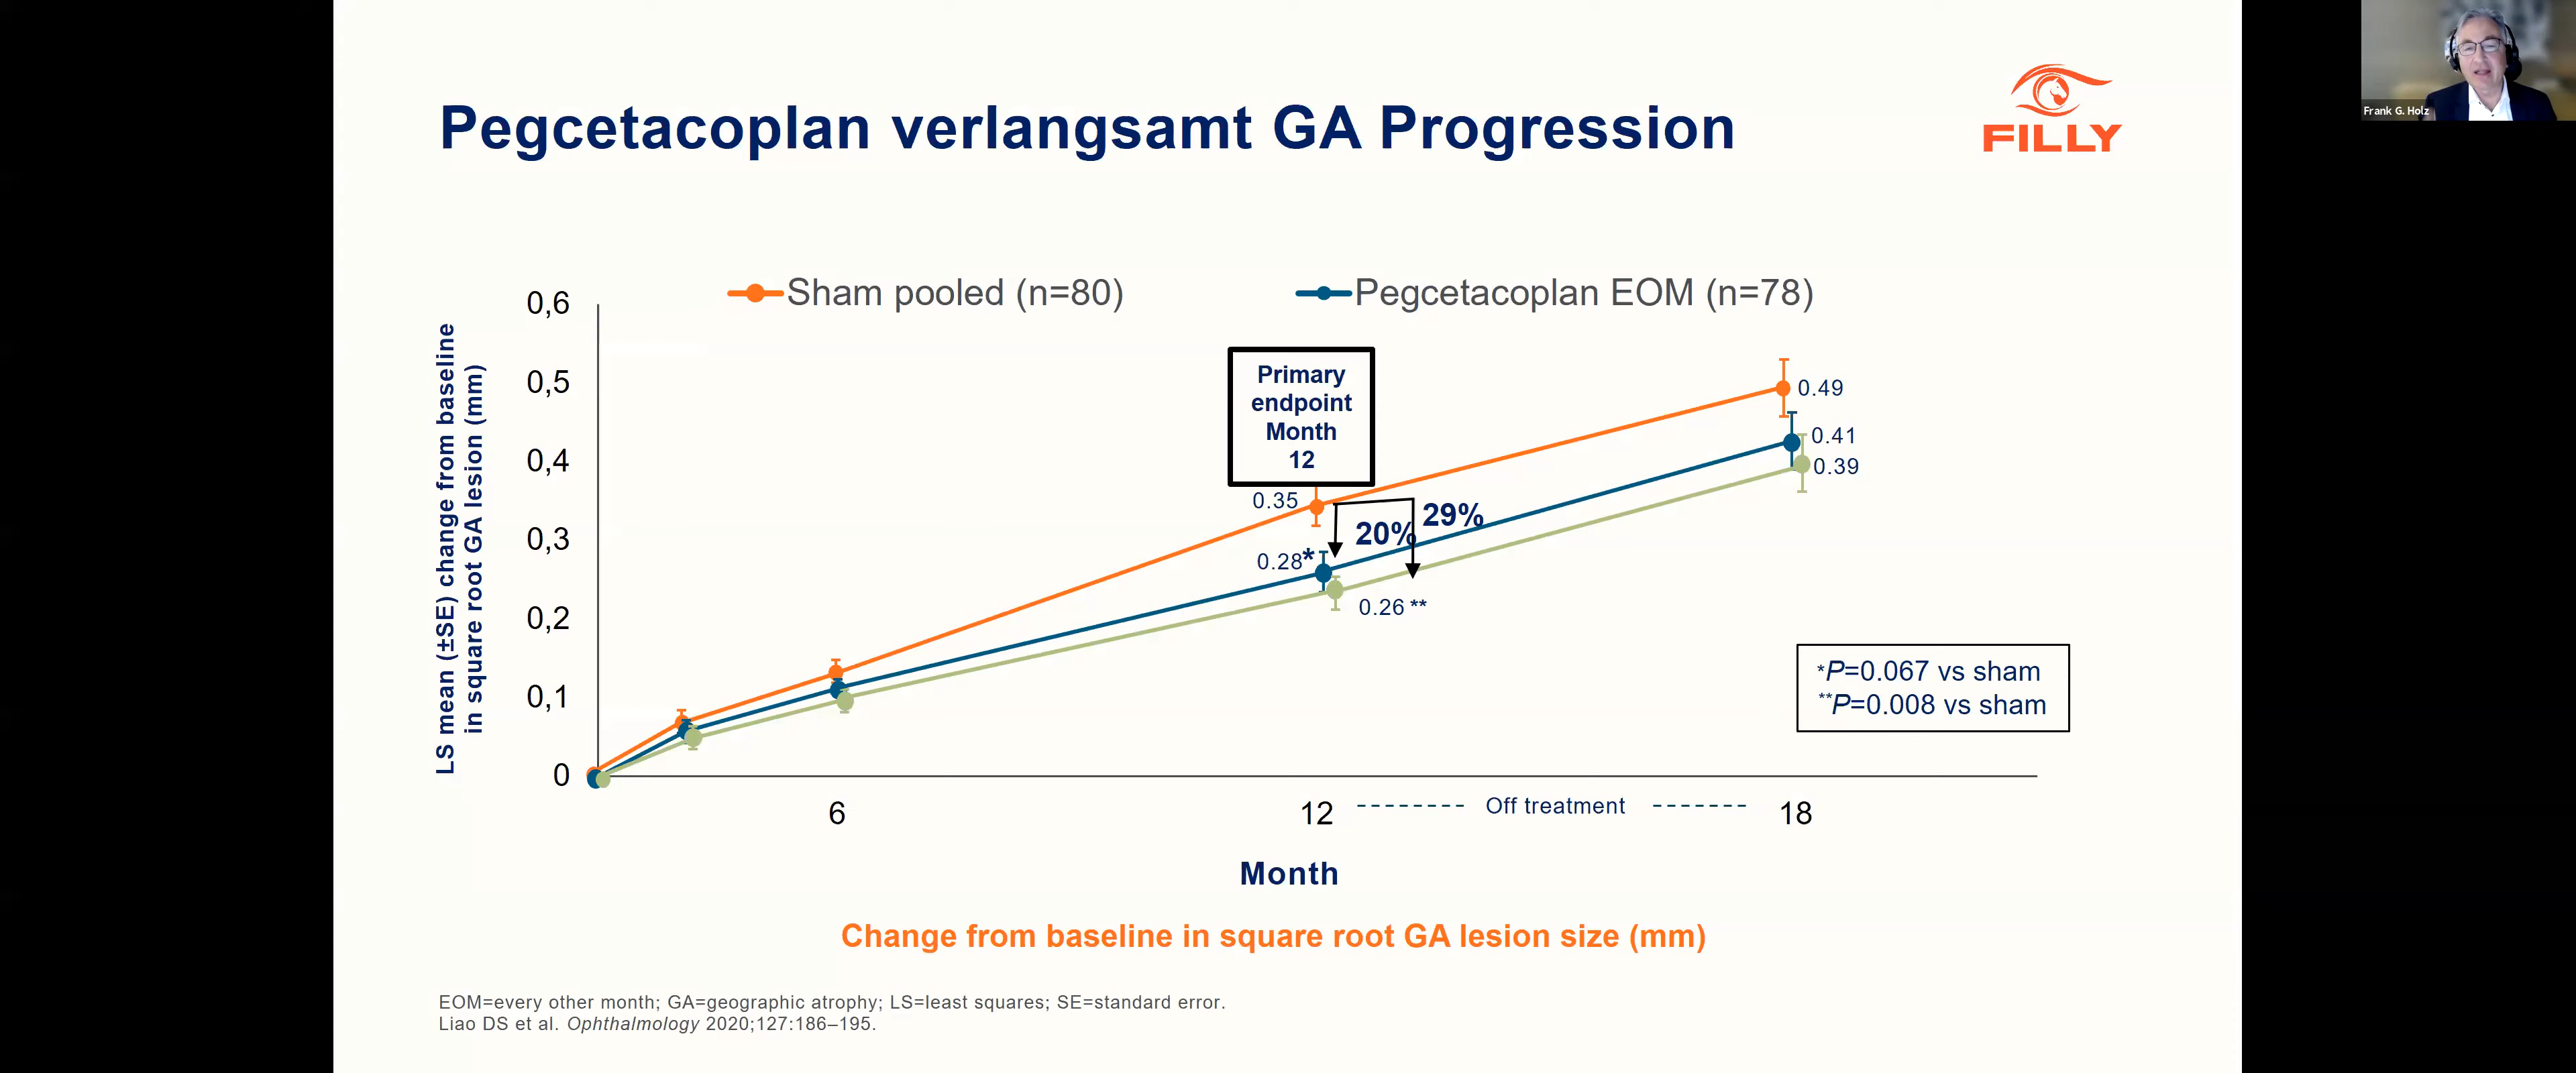 Pegcetacoplan verlangsamt GA Progression
FILLY
Frank G. Holz
Sham pooled (n=80)
Pegcetacoplan EOM (n=78)
LS mean (±SE) change from baseline
in square root GA lesion (mm)
0,6
0,5
0,4
0,3
0,2
0,1
0
Primary
endpoint
Month
12
0.35
0.28*
0.26 **
20%
29%
0.49
0.41
0.39
*P=0.067 vs sham
**P=0.008 vs sham
6
12
Off treatment
18
Month
Change from baseline in square root GA lesion size (mm)
EOM=every other month; GA=geographic atrophy; LS=least squares; SE=standard error.
Liao DS et al. Ophthalmology 2020;127:186–195.